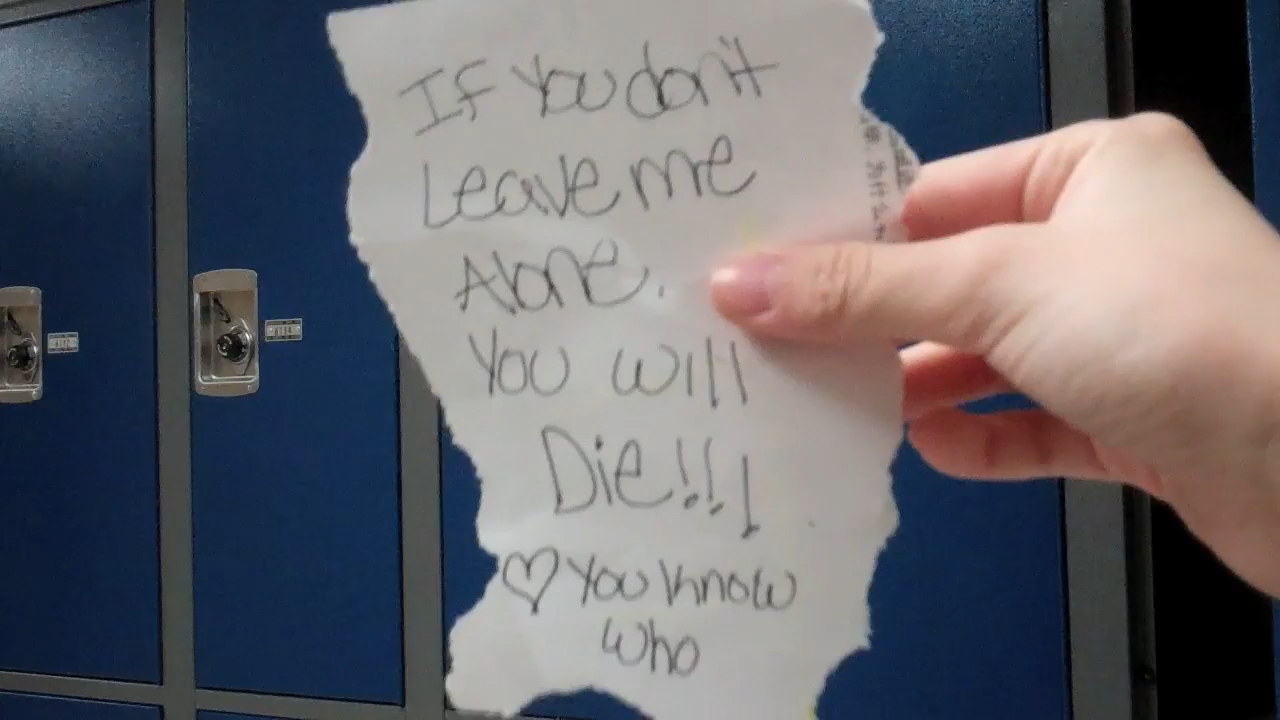 If You don't
Leave me
Alone.
You will
Die!!!
♡ You Know
Who